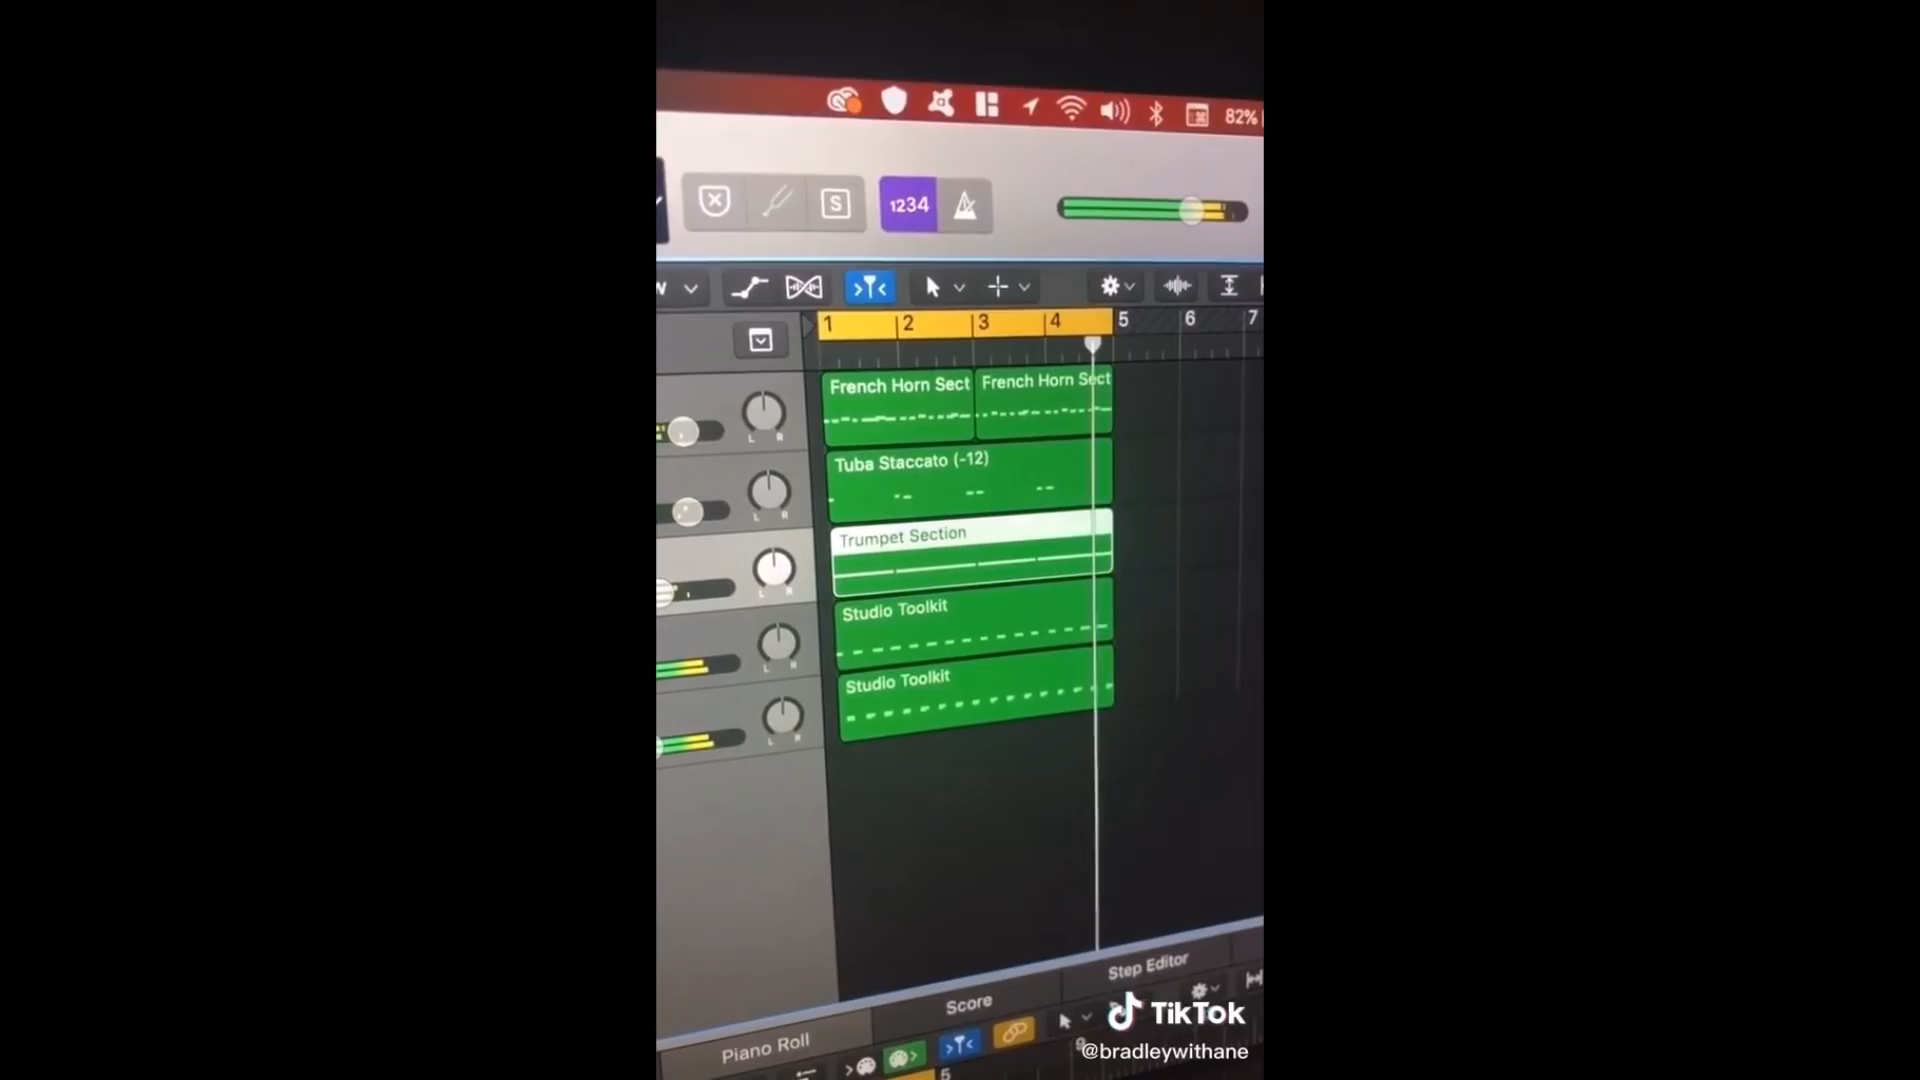 82%
S
1234
1 2 3 4 5 6 7
French Horn Sect French Horn Sect
L R
Tuba Staccato (-12)
L R
Trumpet Section
L R
Studio Toolkit
L R
Studio Toolkit
L R
Step Editor
Score
Piano Roll
5
TikTok
@bradleywithane